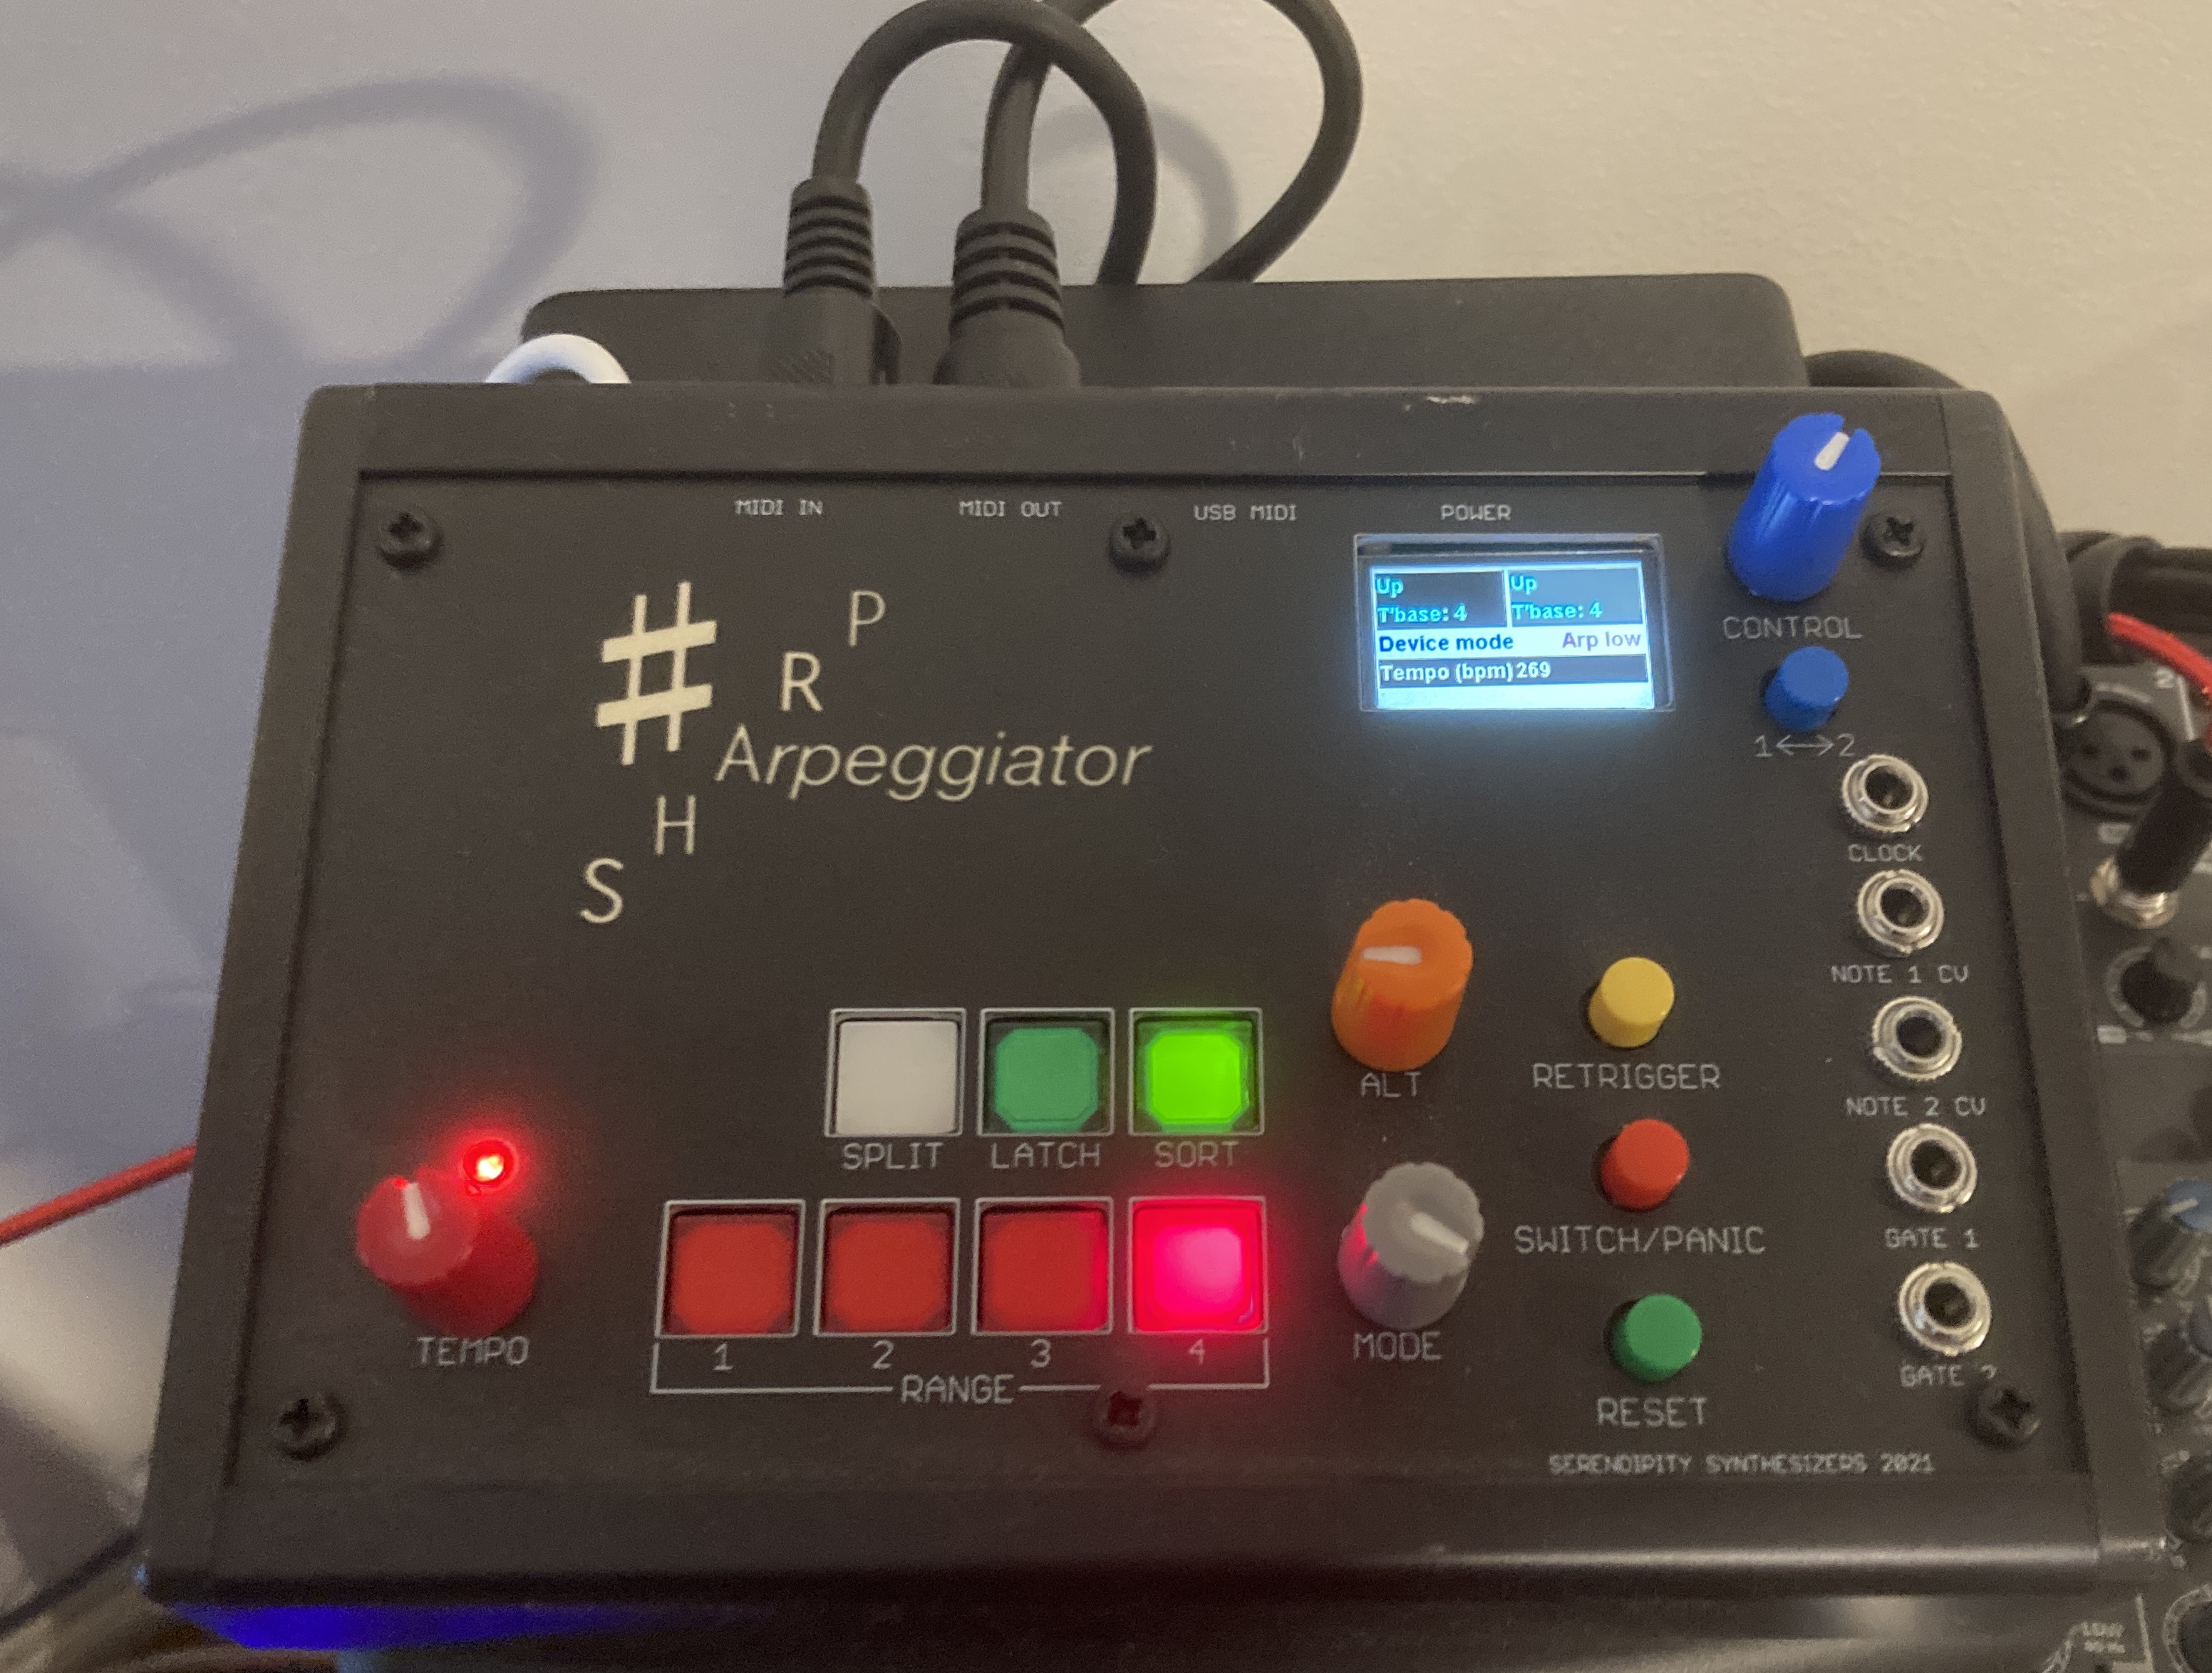 MIDI IN
MIDI OUT
USB MIDI
POWER
Up
Up
T'base: 4
T'base: 4
Device mode Arp low
Tempo (bpm) 269
CONTROL
1<->2
#
P
R
Arpeggiator
H
S
CLOCK
NOTE 1 CV
NOTE 2 CV
GATE 1
GATE 2
ALT
RETRIGGER
SPLIT
LATCH
SORT
SWITCH/PANIC
TEMPO
1
2
3
4
RANGE
MODE
RESET
SERENDIPITY SYNTHESIZERS 2021
2